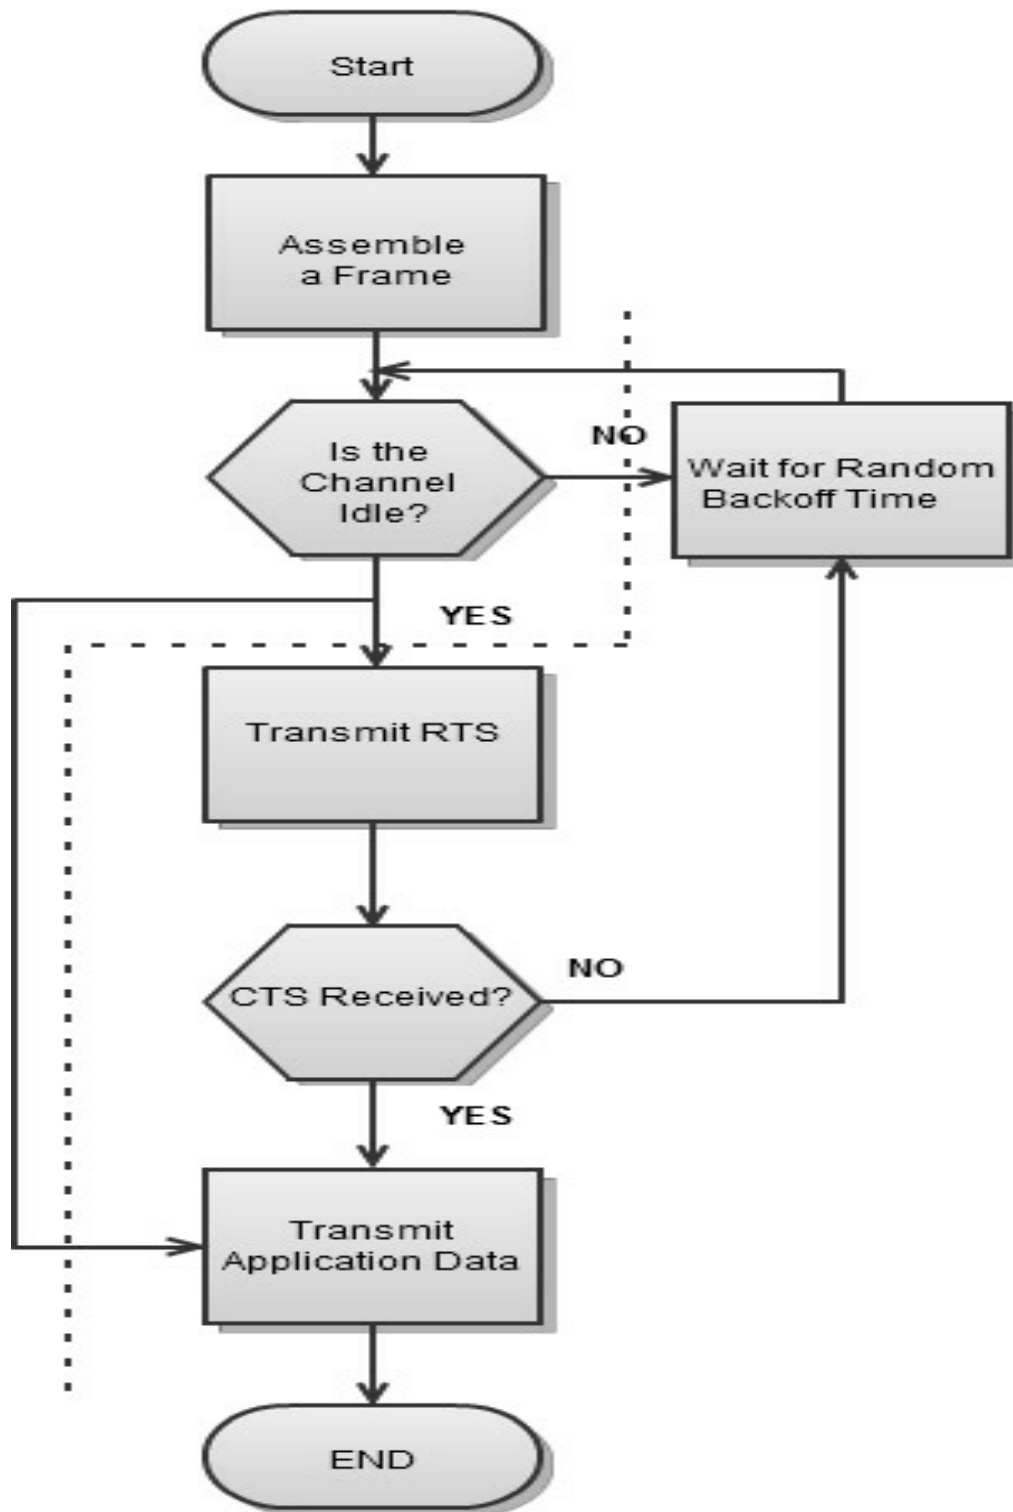 Start
Assemble
a Frame
Is the
Channel
Idle?
NO
Wait for Random
Backoff Time
YES
Transmit RTS
CTS Received?
NO
YES
Transmit
Application Data
END